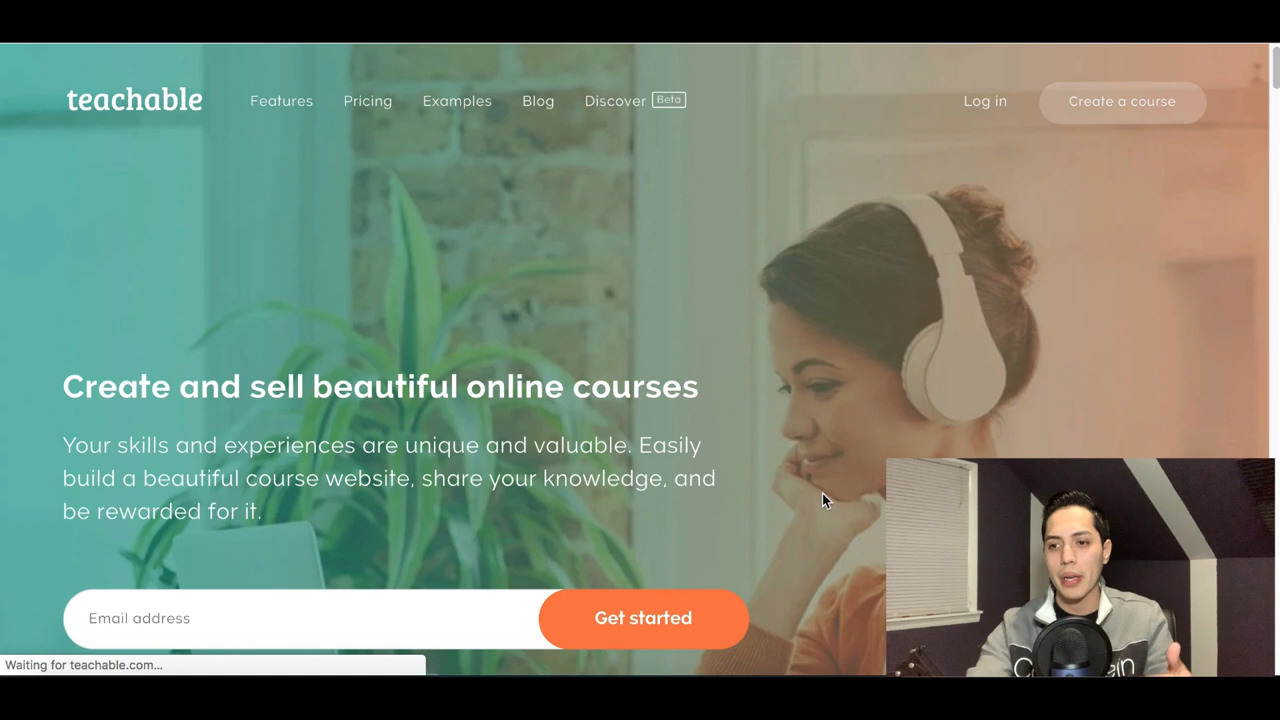 teachable
Features
Pricing
Examples
Blog
Discover
Beta
Log in
Create a course
Create and sell beautiful online courses
Your skills and experiences are unique and valuable. Easily
build a beautiful course website, share your knowledge, and
be rewarded for it.
Email address
Get started
Waiting for teachable.com...